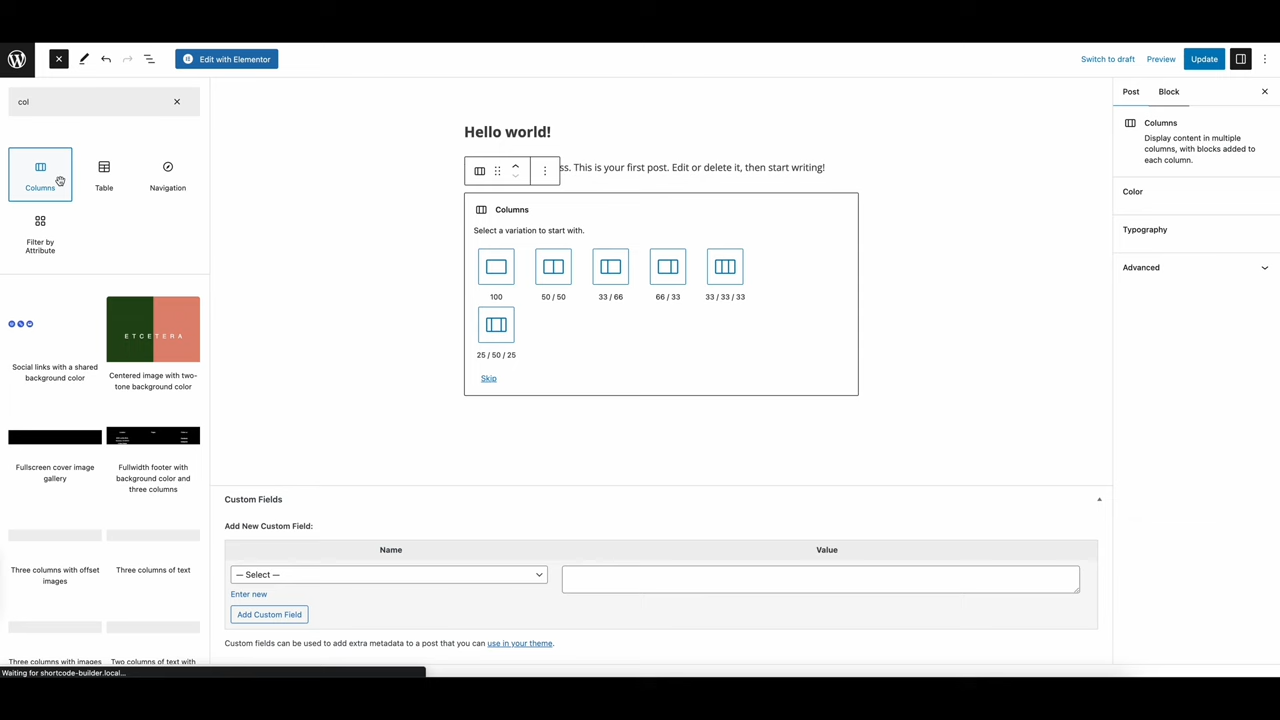 Edit with Elementor
Switch to draft
Preview
Update
col
Post
Block
Columns
Display content in multiple
columns, with blocks added to
each column.
Color
Typography
Advanced
Columns
Table
Navigation
Filter by
Attribute
Social links with a shared
background color
ETCETERA
Centered image with two-
tone background color
Fullscreen cover image
gallery
Fullwidth footer with
background color and
three columns
Three columns with offset
images
Three columns of text
Three columns with images
Two columns of text with
Hello world!
ss. This is your first post. Edit or delete it, then start writing!
Columns
Select a variation to start with.
100
50 / 50
33 / 66
66 / 33
33 / 33 / 33
25 / 50 / 25
Skip
Custom Fields
Add New Custom Field:
Name
Value
— Select —
Enter new
Add Custom Field
Custom fields can be used to add extra metadata to a post that you can use in your theme.
Waiting for shortcode-builder.local...